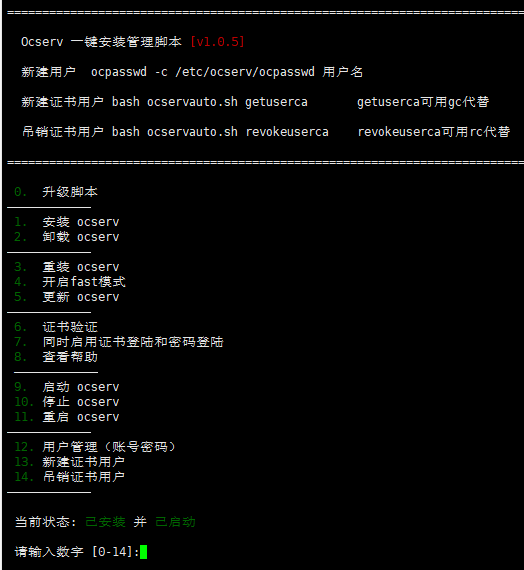 Ocserv 一键安装管理脚本 [v1.0.5]
新建用户 ocpasswd -c /etc/ocserv/ocpasswd 用户名
新建证书用户 bash ocservauto.sh getuserca getuserca可用gc代替
吊销证书用户 bash ocservauto.sh revokeuserca revokeuserca可用rc代替
0. 升级脚本
1. 安装 ocserv
2. 卸载 ocserv
3. 重装 ocserv
4. 开启fast模式
5. 更新 ocserv
6. 证书验证
7. 同时启用证书登陆和密码登陆
8. 查看帮助
9. 启动 ocserv
10. 停止 ocserv
11. 重启 ocserv
12. 用户管理（账号密码）
13. 新建证书用户
14. 吊销证书用户
当前状态: 已安装 并 已启动
请输入数字 [0-14]: